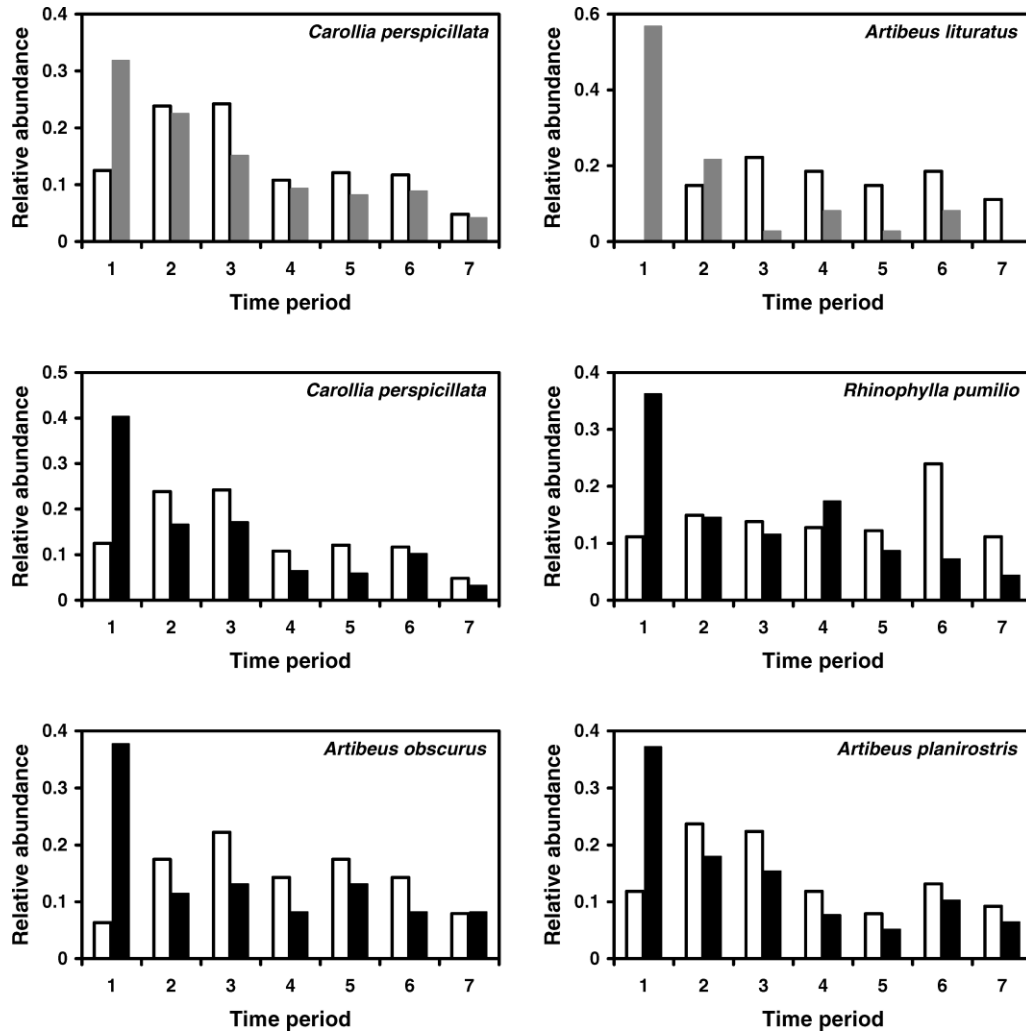 Carollia perspicillata
Relative abundance
0.4
0.3
0.2
0.1
0
1 2 3 4 5 6 7
Time period
Artibeus lituratus
Relative abundance
0.6
0.4
0.2
0
1 2 3 4 5 6 7
Time period
Carollia perspicillata
Relative abundance
0.5
0.4
0.3
0.2
0.1
0
1 2 3 4 5 6 7
Time period
Rhinophylla pumilio
Relative abundance
0.4
0.3
0.2
0.1
0
1 2 3 4 5 6 7
Time period
Artibeus obscurus
Relative abundance
0.4
0.3
0.2
0.1
0
1 2 3 4 5 6 7
Time period
Artibeus planirostris
Relative abundance
0.4
0.3
0.2
0.1
0
1 2 3 4 5 6 7
Time period